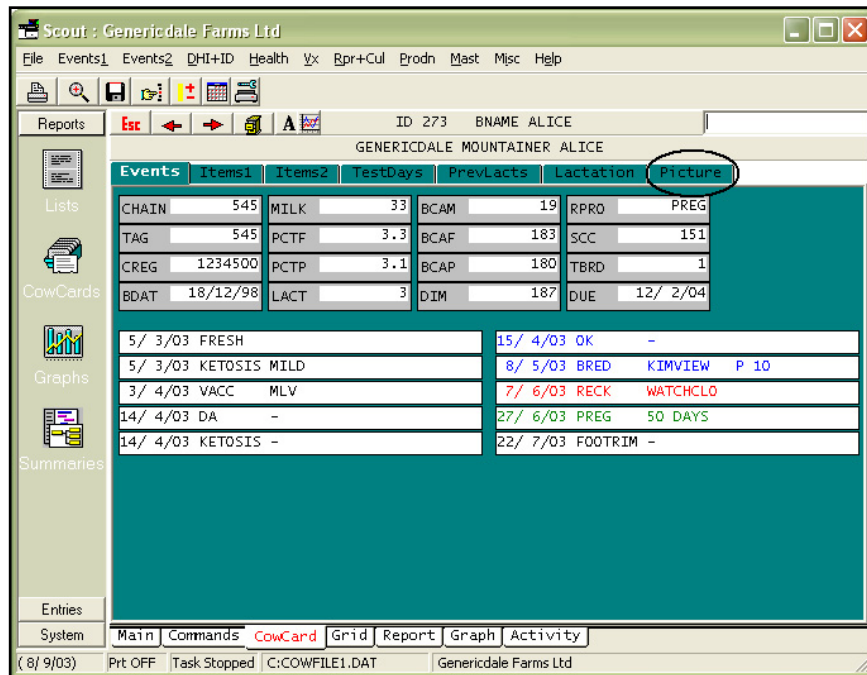 Scout : Genericdale Farms Ltd
File Events1 Events2 DHI+ID Health Vx Rpr+Cul Prodn Mast Misc Help
Reports Esc A ID 273 BNAME ALICE
GENERICDALE MOUNTAINER ALICE
Events Items1 Items2 TestDays PrevLacts Lactation Picture
Lists
CowCards
Graphs
Summaries
CHAIN 545 MILK 33 BCAM 19 RPRO PREG
TAG 545 PCTF 3.3 BCAF 183 SCC 151
CREG 1234500 PCTP 3.1 BCAP 180 TBRD 1
BDAT 18/12/98 LACT 3 DIM 187 DUE 12/ 2/04
5/ 3/03 FRESH 15/ 4/03 OK -
5/ 3/03 KETOSIS MILD 8/ 5/03 BRED KIMVIEW P 10
3/ 4/03 VACC MLV 7/ 6/03 RECK WATCHCLO
14/ 4/03 DA - 27/ 6/03 PREG 50 DAYS
14/ 4/03 KETOSIS - 22/ 7/03 FOOTRIM -
Entries
System Main Commands CowCard Grid Report Graph Activity
( 8/ 9/03) Prt OFF Task Stopped C:COWFILE1.DAT Genericdale Farms Ltd